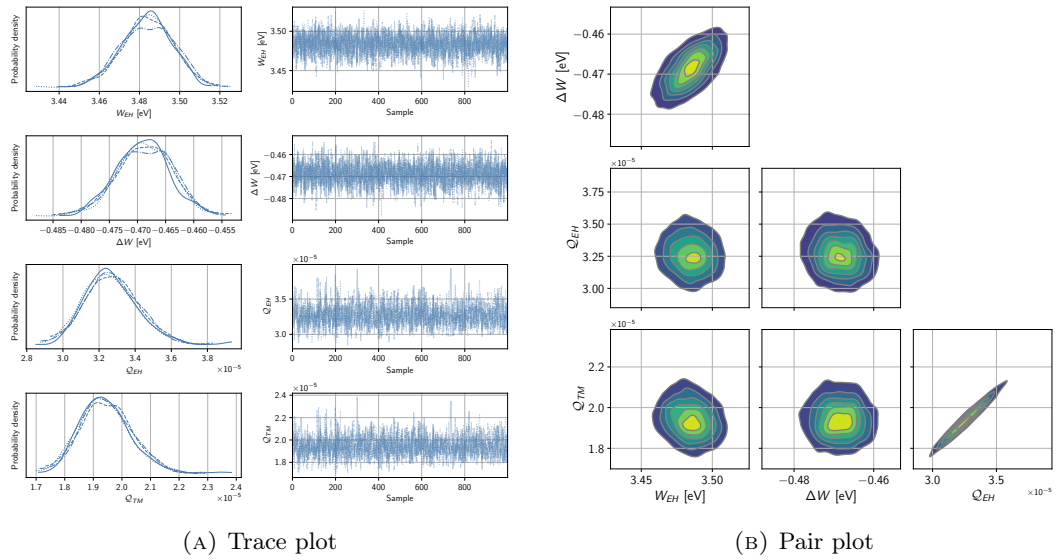 Probability density
3.44 3.46 3.48 3.50 3.52
W_EH [eV]
W_EH [eV]
3.50
3.45
0 200 400 600 800
Sample
Probability density
−0.485 −0.480 −0.475 −0.470 −0.465 −0.460 −0.455
ΔW [eV]
ΔW [eV]
−0.46
−0.47
−0.48
0 200 400 600 800
Sample
Probability density
2.8 3.0 3.2 3.4 3.6 3.8
Q_EH
×10⁻⁵
×10⁻⁵
Q_EH
3.5
3.0
0 200 400 600 800
Sample
Probability density
1.7 1.8 1.9 2.0 2.1 2.2 2.3 2.4
Q_TM
×10⁻⁵
×10⁻⁵
Q_TM
2.4
2.2
2.0
1.8
0 200 400 600 800
Sample
(A) Trace plot
ΔW [eV]
−0.46
−0.47
−0.48
×10⁻⁵
Q_EH
3.75
3.50
3.25
3.00
×10⁻⁵
Q_TM
2.2
2.0
1.8
3.45 3.50
W_EH [eV]
−0.48 −0.46
ΔW [eV]
3.0 3.5
Q_EH
×10⁻⁵
(B) Pair plot